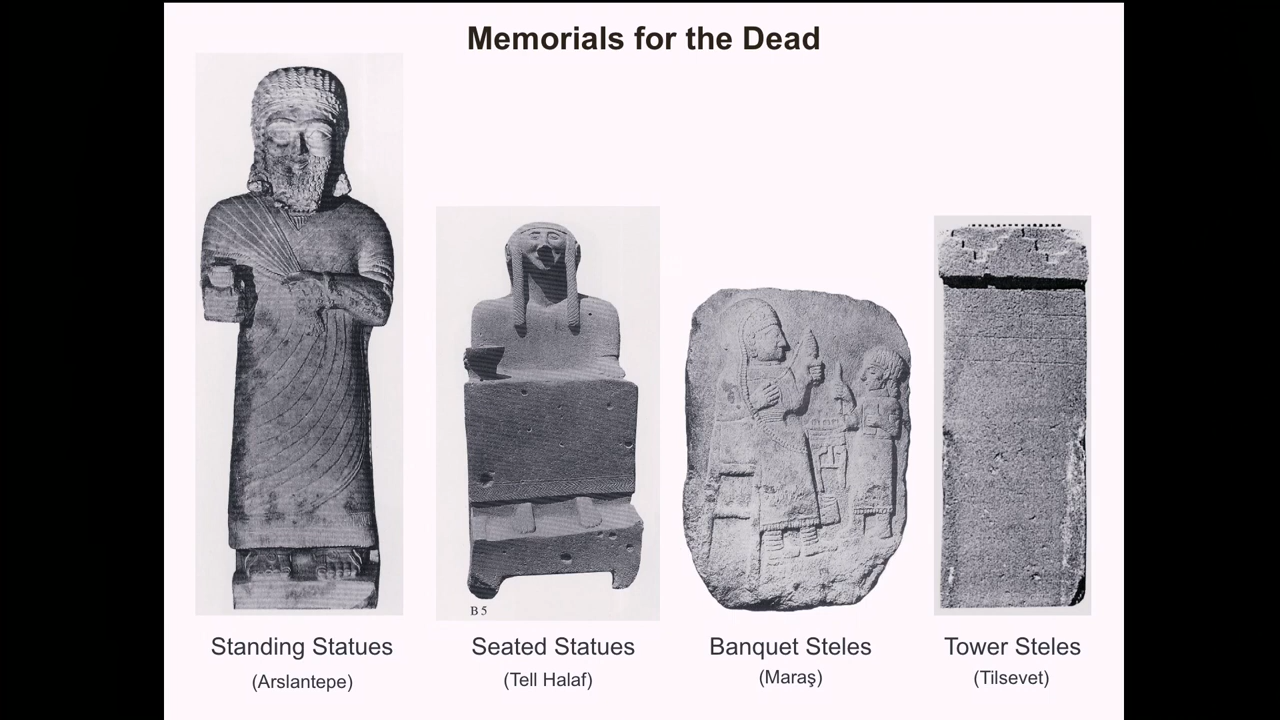 Memorials for the Dead
B 5
Standing Statues
(Arslantepe)
Seated Statues
(Tell Halaf)
Banquet Steles
(Maraş)
Tower Steles
(Tilsevet)